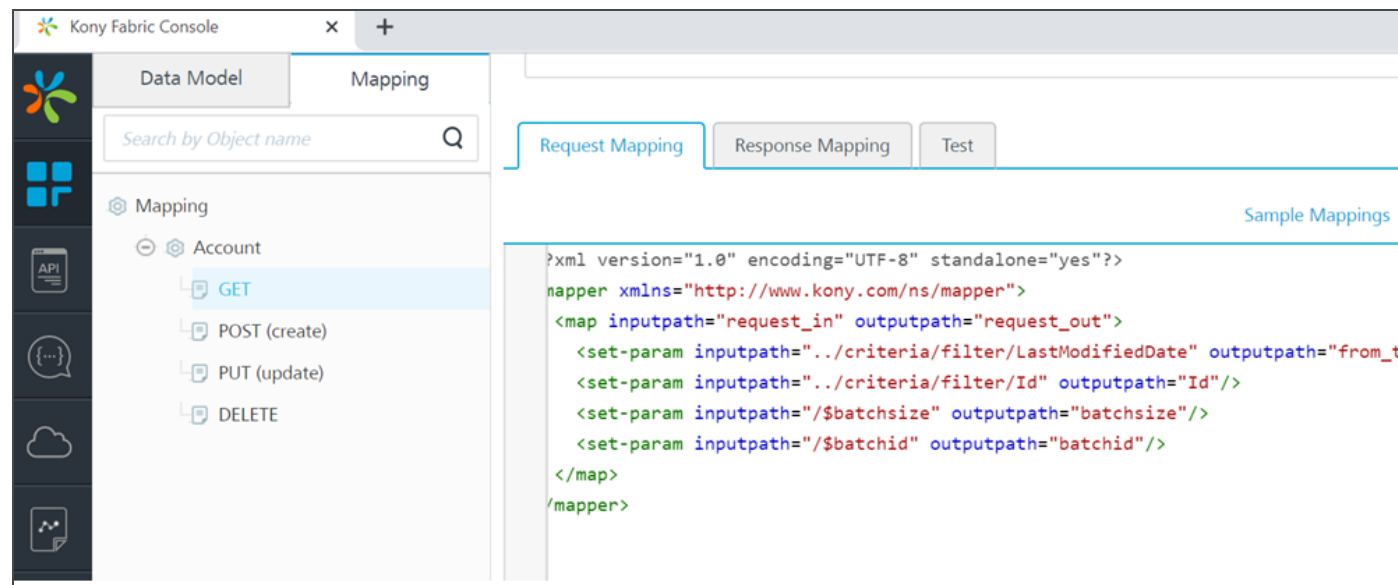 Kony Fabric Console
Data Model
Mapping
Search by Object name
Mapping
Account
GET
POST (create)
PUT (update)
DELETE
API
{...}
Request Mapping
Response Mapping
Test
Sample Mappings
?xml version="1.0" encoding="UTF-8" standalone="yes"?>
mapper xmlns="http://www.kony.com/ns/mapper">
<map inputpath="request_in" outputpath="request_out">
<set-param inputpath="../criteria/filter/LastModifiedDate" outputpath="from_t
<set-param inputpath="../criteria/filter/Id" outputpath="Id"/>
<set-param inputpath="/$batchsize" outputpath="batchsize"/>
<set-param inputpath="/$batchid" outputpath="batchid"/>
</map>
/mapper>